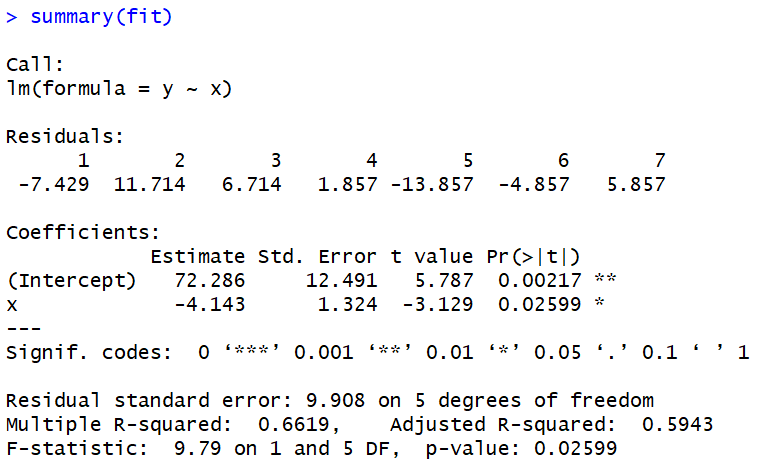 > summary(fit)

Call:
lm(formula = y ~ x)

Residuals:
      1       2       3       4       5       6       7
 -7.429  11.714   6.714   1.857 -13.857  -4.857   5.857

Coefficients:
            Estimate Std. Error t value Pr(>|t|)
(Intercept)   72.286     12.491   5.787  0.00217 **
x             -4.143      1.324  -3.129  0.02599 *
---
Signif. codes:  0 ‘***’ 0.001 ‘**’ 0.01 ‘*’ 0.05 ‘.’ 0.1 ‘ ’ 1

Residual standard error: 9.908 on 5 degrees of freedom
Multiple R-squared:  0.6619,    Adjusted R-squared:  0.5943
F-statistic:  9.79 on 1 and 5 DF,  p-value: 0.02599